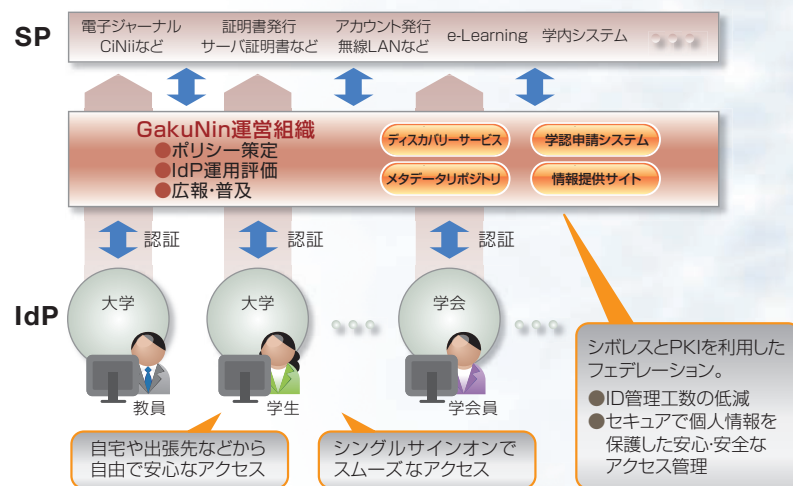 SP
電子ジャーナル
CiNiiなど
証明書発行
サーバ証明書など
アカウント発行
無線LANなど
e-Learning
学内システム
GakuNin運営組織
●ポリシー策定
●IdP運用評価
●広報・普及
ディスカバリーサービス
学認申請システム
メタデータリポジトリ
情報提供サイト
認証
認証
認証
IdP
大学
大学
学会
教員
学生
学会員
シボレスとPKIを利用した
フェデレーション。
●ID管理工数の低減
●セキュアで個人情報を
保護した安心・安全な
アクセス管理
自宅や出張先などから
自由で安心なアクセス
シングルサインオンで
スムーズなアクセス